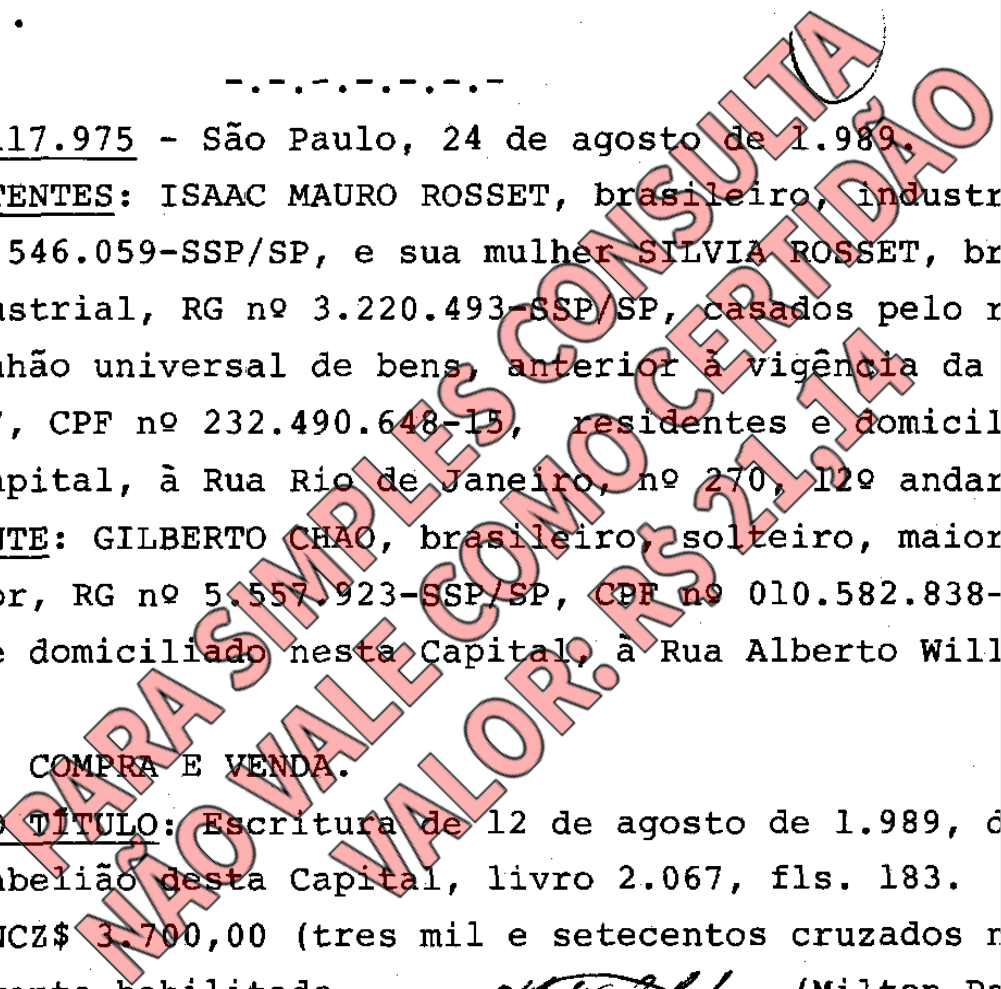 -.-.-.-.-.-.-
117.975 - São Paulo, 24 de agosto de 1.989.
TENTES: ISAAC MAURO ROSSET, brasileiro, industr
546.059-SSP/SP, e sua mulher SILVIA ROSSET, br
ustrial, RG nº 3.220.493-SSP/SP, casados pelo r
nhão universal de bens, anterior à vigência da
7, CPF nº 232.490.648-15, residentes e domicil
apital, à Rua Rio de Janeiro, nº 270, 12º andar
NTE: GILBERTO CHAO, brasileiro, solteiro, maior
or, RG nº 5.557.923-SSP/SP, CPF nº 010.582.838-
e domiciliado nesta Capital, à Rua Alberto Will
COMPRA E VENDA.
O TÍTULO: Escritura de 12 de agosto de 1.989, d
abelião desta Capital, livro 2.067, fls. 183.
NCZ$ 3.700,00 (tres mil e setecentos cruzados n
habilitado (Milton
PARA SIMPLES CONSULTA
NÃO VALE COMO CERTIDÃO
VALOR: R$ 21,14